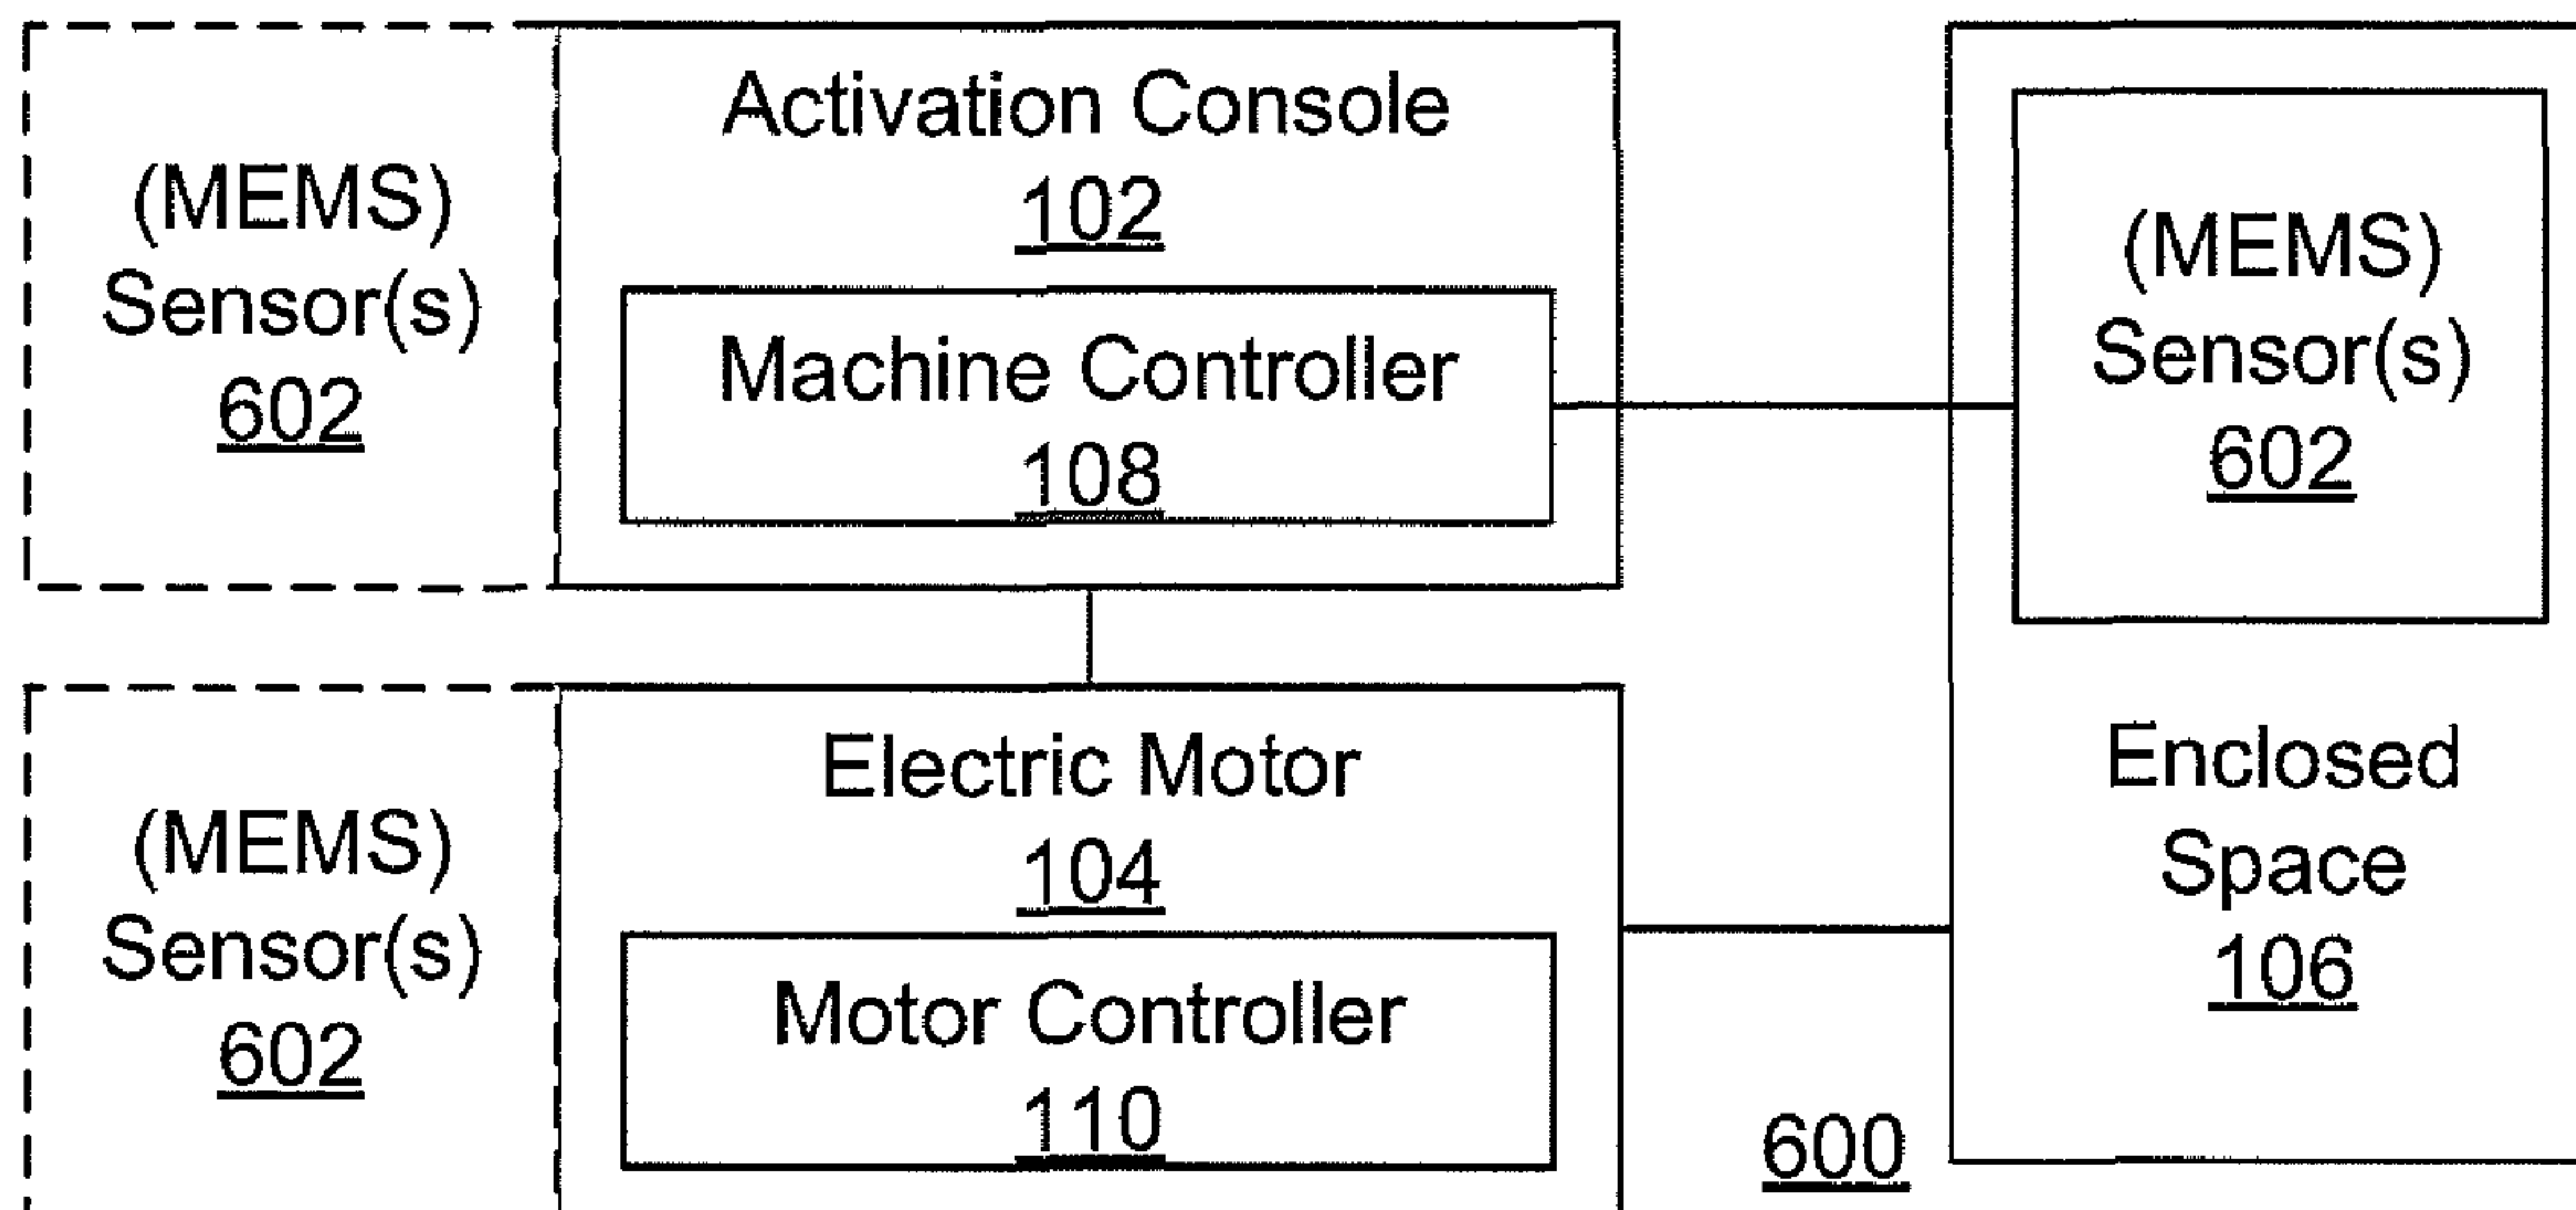 (MEMS)
Sensor(s)
602
Activation Console
102
Machine Controller
108
(MEMS)
Sensor(s)
602
(MEMS)
Sensor(s)
602
Electric Motor
104
Motor Controller
110
Enclosed
Space
106
600